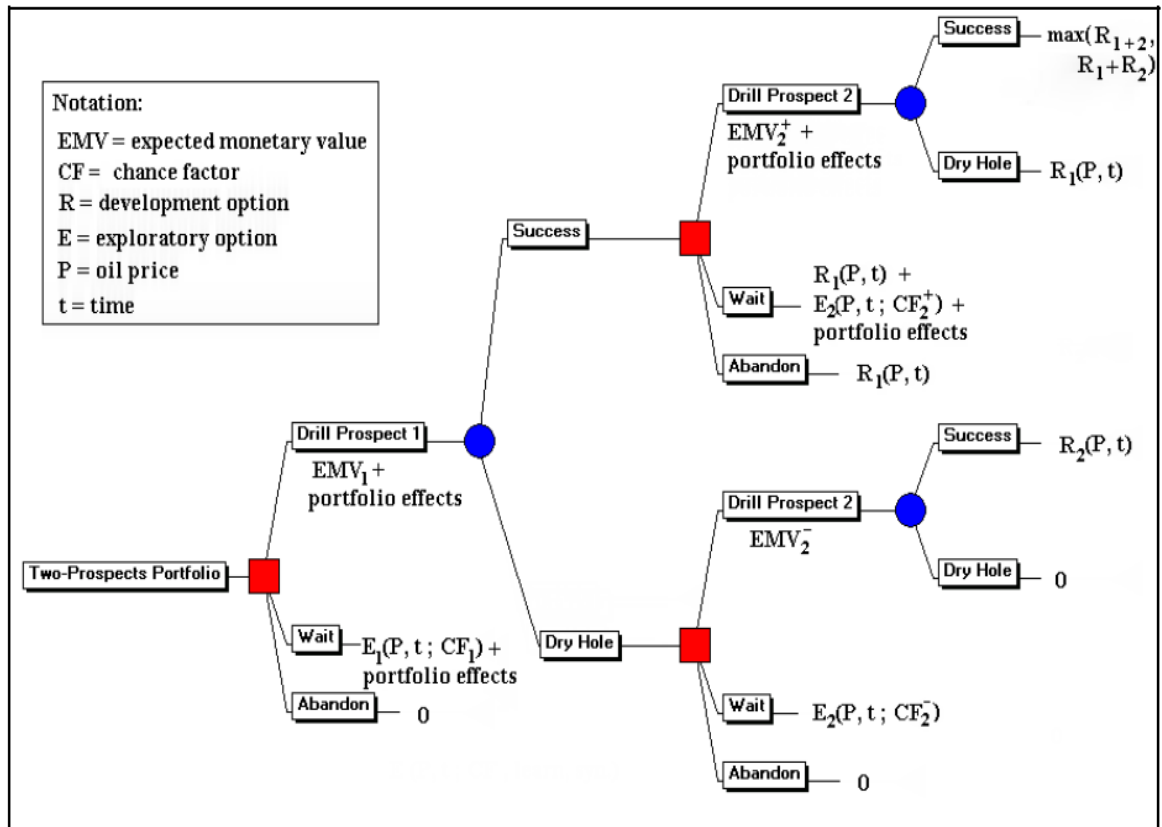 Notation:
EMV = expected monetary value
CF = chance factor
R = development option
E = exploratory option
P = oil price
t = time
Success
max(R₁₊₂,
R₁+R₂)
Drill Prospect 2
EMV₂⁺ +
portfolio effects
Dry Hole
R₁(P, t)
Success
Wait
R₁(P, t) +
E₂(P, t ; CF₂⁺) +
portfolio effects
Abandon
R₁(P, t)
Drill Prospect 1
EMV₁ +
portfolio effects
Success
R₂(P, t)
Drill Prospect 2
EMV₂⁻
Two-Prospects Portfolio
Dry Hole
0
Wait
E₁(P, t ; CF₁) +
portfolio effects
Dry Hole
Abandon
0
Wait
E₂(P, t ; CF₂⁻)
Abandon
0